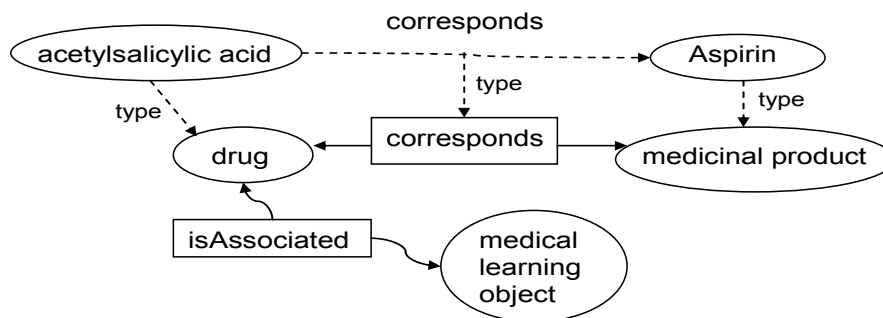 corresponds
acetylsalicylic acid
Aspirin
type
type
type
corresponds
drug
medicinal product
isAssociated
medical
learning
object